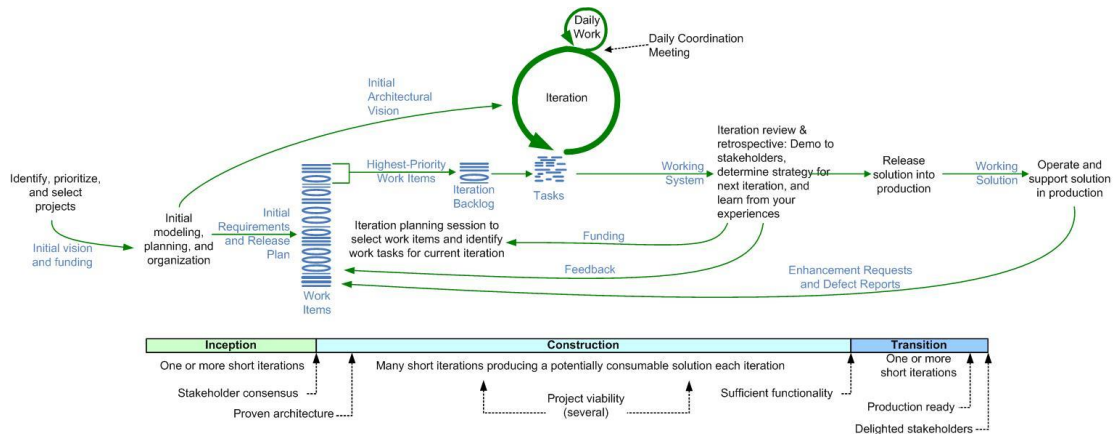 Daily
Work
Daily Coordination
Meeting
Initial
Architectural
Vision
Iteration
Identify, prioritize,
and select
projects
Initial vision
and funding
Initial
modeling,
planning, and
organization
Initial
Requirements
and Release
Plan
Work
Items
Highest-Priority
Work Items
Iteration
Backlog
Tasks
Working
System
Iteration review &
retrospective: Demo to
stakeholders,
determine strategy for
next iteration, and
learn from your
experiences
Release
solution into
production
Working
Solution
Operate and
support solution
in production
Iteration planning session to
select work items and identify
work tasks for current iteration
Funding
Feedback
Enhancement Requests
and Defect Reports
Inception
Construction
Transition
One or more short iterations
Many short iterations producing a potentially consumable solution each iteration
One or more
short iterations
Stakeholder consensus
Proven architecture
Project viability
(several)
Sufficient functionality
Production ready
Delighted stakeholders